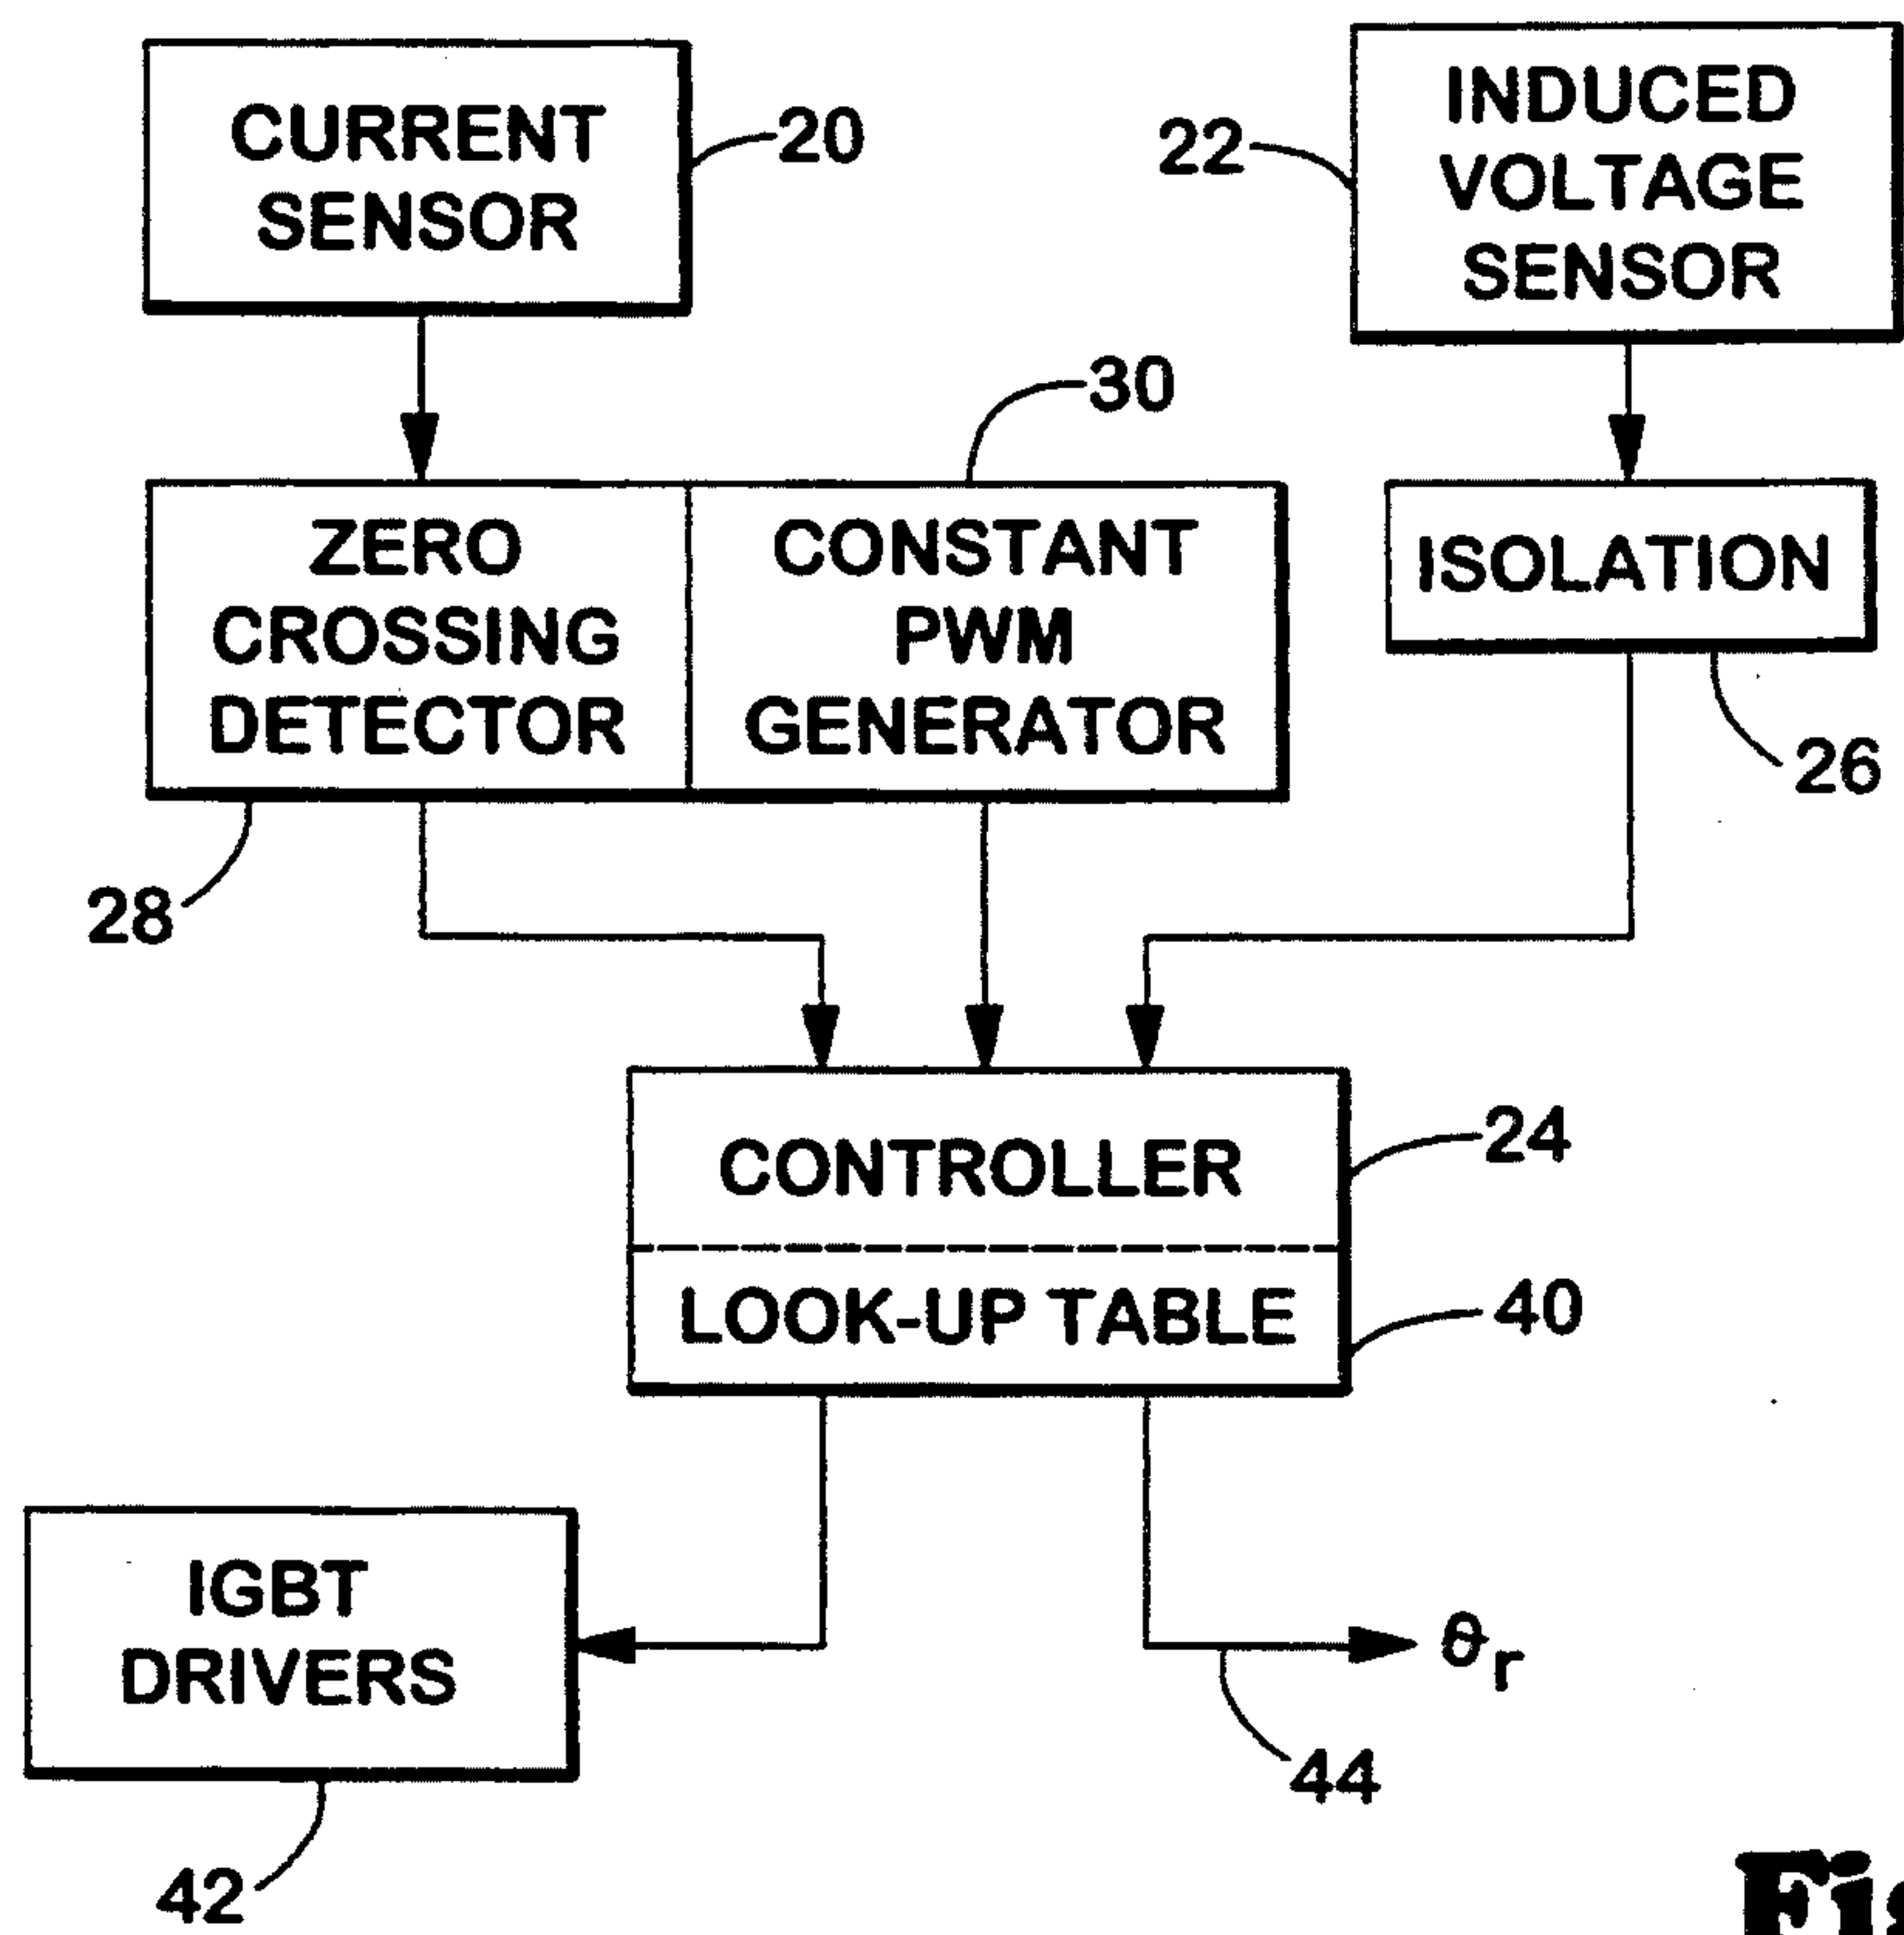 CURRENT
SENSOR
20
22
INDUCED
VOLTAGE
SENSOR
30
ZERO
CROSSING
DETECTOR
CONSTANT
PWM
GENERATOR
ISOLATION
26
28
CONTROLLER
24
LOOK-UP TABLE
40
IGBT
DRIVERS
θr
44
42